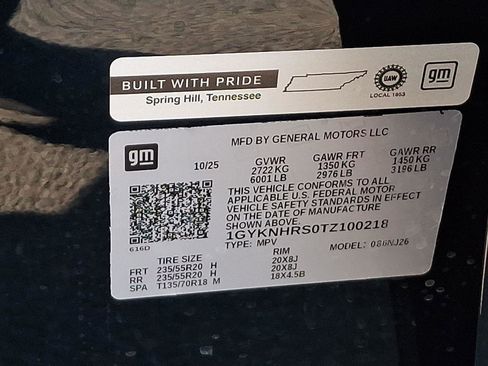 BUILT WITH PRIDE
Spring Hill, Tennessee
UAW
LOCAL 1853
gm
gm
MFD BY GENERAL MOTORS LLC
10/25 GVWR GAWR FRT GAWR RR
2722 KG 1350 KG 1450 KG
6001 LB 2976 LB 3196 LB
THIS VEHICLE CONFORMS TO ALL
APPLICABLE U.S. FEDERAL MOTOR
VEHICLE SAFETY STANDARDS IN EFFECT
ON THE DATE OF MANUFACTURE
SHOWN ABOVE.
1GYKNHRS0TZ100218
616D
TYPE: MPV MODEL: 086NJ26
TIRE SIZE RIM
FRT 235/55R20 H 20X8J
RR 235/55R20 H 20X8J
SPA T135/70R18 M 18X4.5B